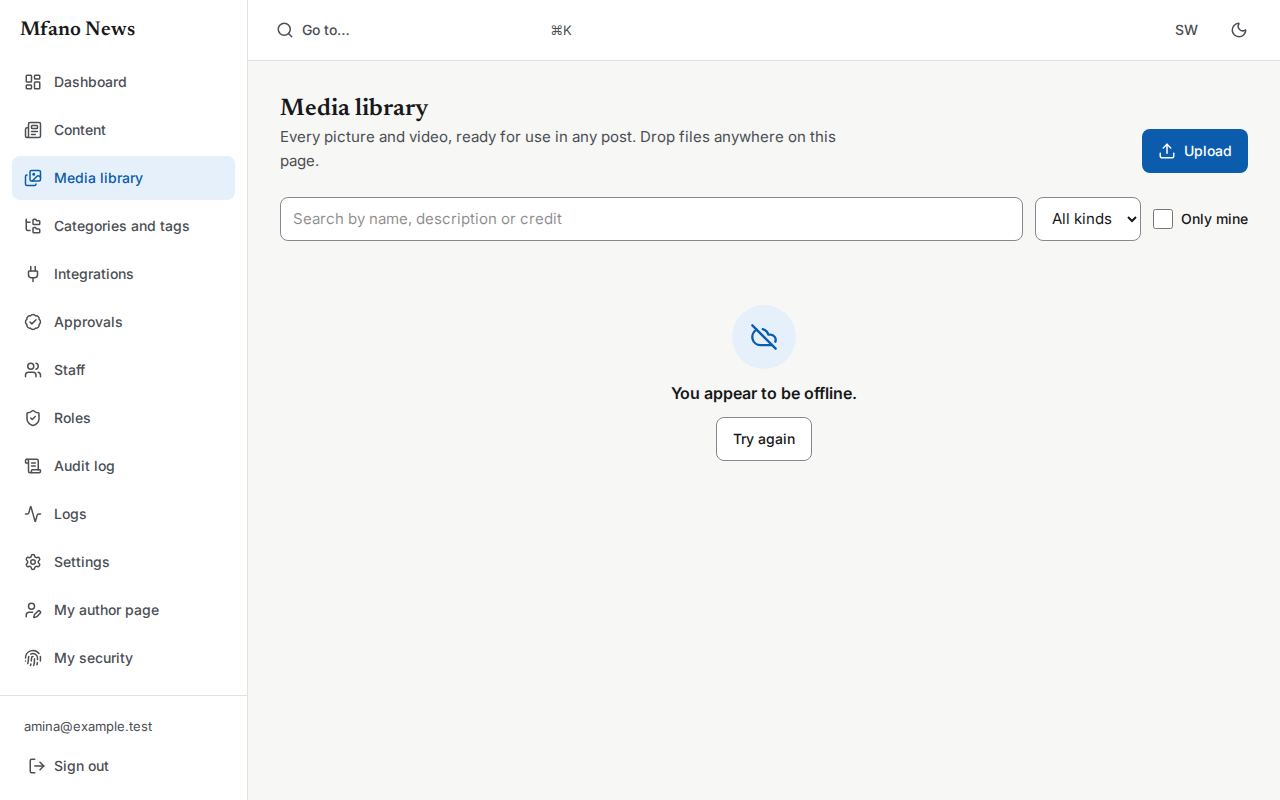 Mfano News
Go to...
⌘K
SW
Dashboard
Content
Media library
Categories and tags
Integrations
Approvals
Staff
Roles
Audit log
Logs
Settings
My author page
My security
amina@example.test
Sign out
Media library
Every picture and video, ready for use in any post. Drop files anywhere on this
page.
Upload
Search by name, description or credit
All kinds
Only mine
You appear to be offline.
Try again